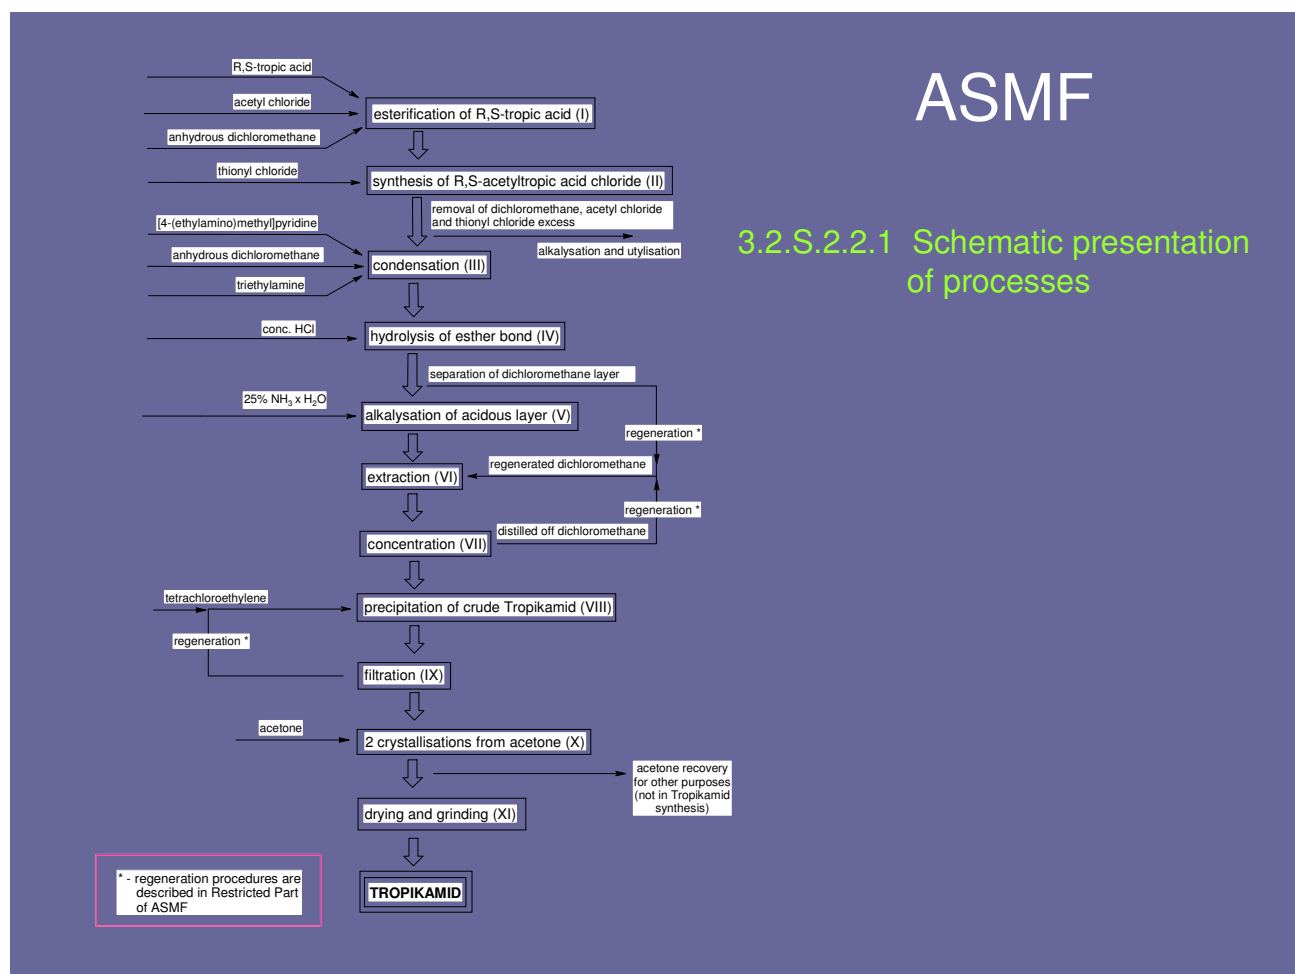 ASMF
3.2.S.2.2.1 Schematic presentation
of processes
R,S-tropic acid
acetyl chloride
anhydrous dichloromethane
esterification of R,S-tropic acid (I)
thionyl chloride
synthesis of R,S-acetyltropic acid chloride (II)
removal of dichloromethane, acetyl chloride
and thionyl chloride excess
alkalysation and utylisation
[4-(ethylamino)methyl]pyridine
anhydrous dichloromethane
triethylamine
condensation (III)
conc. HCl
hydrolysis of esther bond (IV)
separation of dichloromethane layer
25% NH₃ x H₂O
alkalysation of acidous layer (V)
regeneration *
regenerated dichloromethane
extraction (VI)
regeneration *
distilled off dichloromethane
concentration (VII)
tetrachloroethylene
precipitation of crude Tropikamid (VIII)
regeneration *
filtration (IX)
acetone
2 crystallisations from acetone (X)
acetone recovery
for other purposes
(not in Tropikamid
synthesis)
drying and grinding (XI)
TROPIKAMID
* - regeneration procedures are
described in Restricted Part
of ASMF